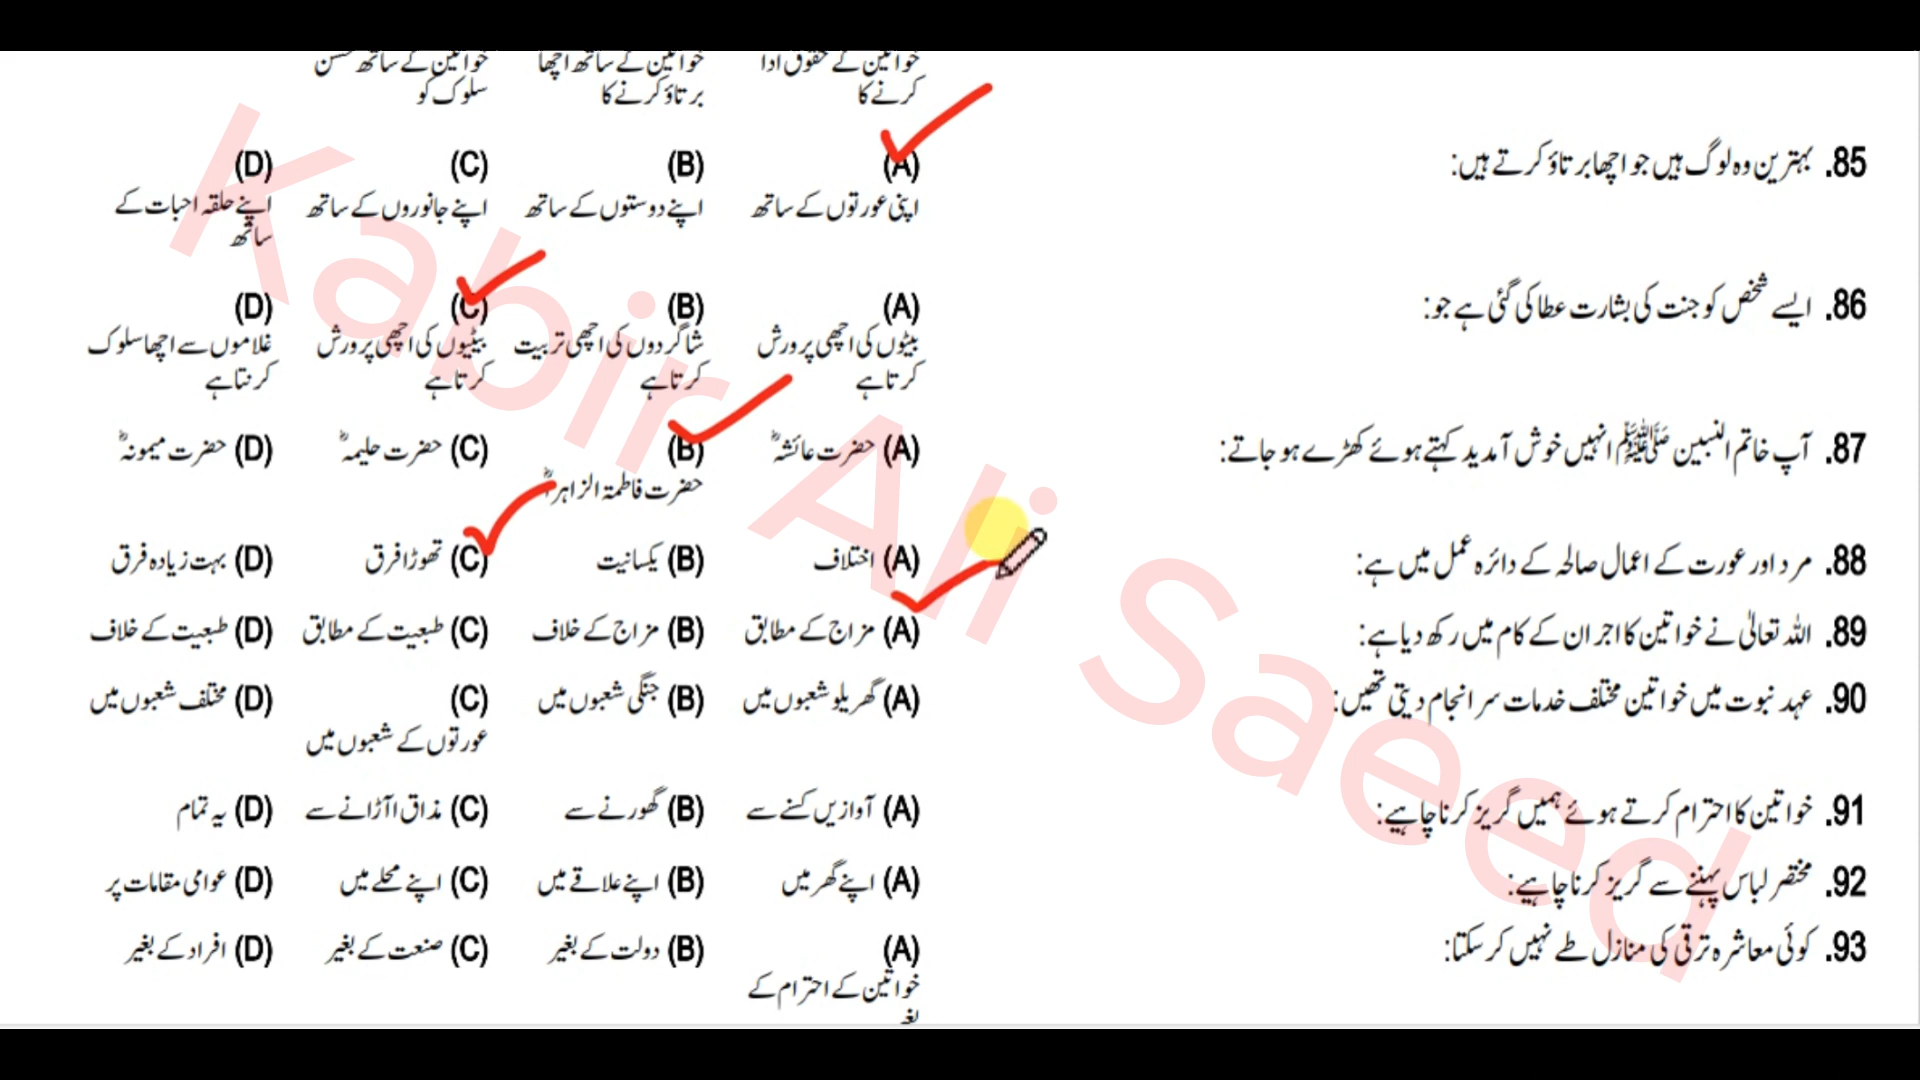 خواتین کے حقوق ادا کرنے کا
خواتین کے ساتھ اچھا برتاؤ کرنے کا
خواتین کے ساتھ حسن سلوک کو
85. بہترین وہ لوگ ہیں جو اچھا برتاؤ کرتے ہیں:
(A) اپنی عورتوں کے ساتھ (B) اپنے دوستوں کے ساتھ (C) اپنے جانوروں کے ساتھ (D) اپنے حلقہ احبات کے ساتھ
86. ایسے شخص کو جنت کی بشارت عطا کی گئی ہے جو:
(A) بیٹوں کی اچھی پرورش کرتا ہے (B) شاگردوں کی اچھی تربیت کرتا ہے (C) بیٹیوں کی اچھی پرورش کرتا ہے (D) غلاموں سے اچھا سلوک کرنتا ہے
87. آپ خاتم النبیین ﷺ انہیں خوش آمدید کہتے ہوئے کھڑے ہو جاتے:
(A) حضرت عائشہؓ (B) حضرت فاطمۃ الزاہراؓ (C) حضرت حلیمہؓ (D) حضرت میمونہؓ
88. مرد اور عورت کے اعمال صالحہ کے دائرہ عمل میں ہے:
(A) اختلاف (B) یکسانیت (C) تھوڑا فرق (D) بہت زیادہ فرق
89. اللہ تعالیٰ نے خواتین کا اجر ان کے کام میں رکھ دیا ہے:
(A) مزاج کے مطابق (B) مزاج کے خلاف (C) طبعیت کے مطابق (D) طبعیت کے خلاف
90. عہد نبوت میں خواتین مختلف خدمات سرانجام دیتی تھیں:
(A) گھریلو شعبوں میں (B) جنگی شعبوں میں (C) عورتوں کے شعبوں میں (D) مختلف شعبوں میں
91. خواتین کا احترام کرتے ہوئے ہمیں گریز کرنا چاہیے:
(A) آوازیں کسنے سے (B) گھورنے سے (C) مذاق اآڑانے سے (D) یہ تمام
92. مختصر لباس پہننے سے گریز کرنا چاہیے:
(A) اپنے گھر میں (B) اپنے علاقے میں (C) اپنے محلے میں (D) عوامی مقامات پر
93. کوئی معاشرہ ترقی کی منازل طے نہیں کر سکتا:
(A) خواتین کے احترام کے بغیر (B) دولت کے بغیر (C) صنعت کے بغیر (D) افراد کے بغیر
Kabir Ali Saeed